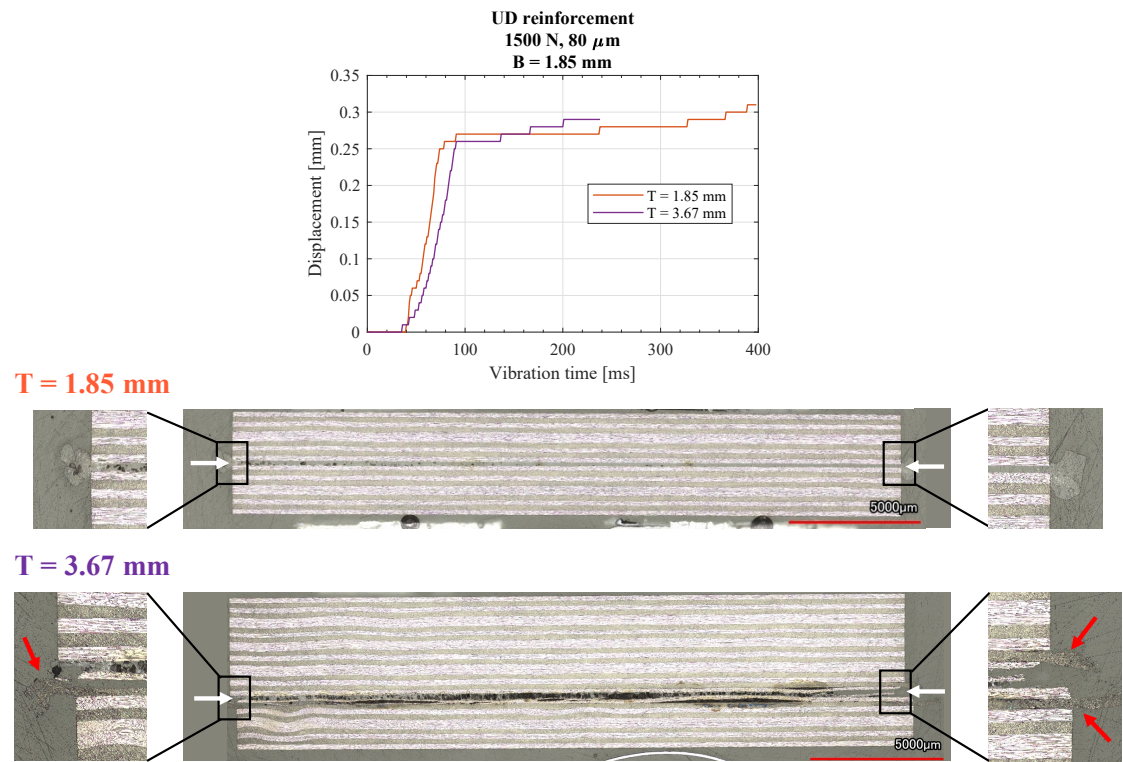 UD reinforcement
1500 N, 80 μm
B = 1.85 mm
0.35
0.3
0.25
0.2
0.15
0.1
0.05
0
Displacement [mm]
T = 1.85 mm
T = 3.67 mm
0
100
200
300
400
Vibration time [ms]
T = 1.85 mm
5000μm
T = 3.67 mm
5000μm